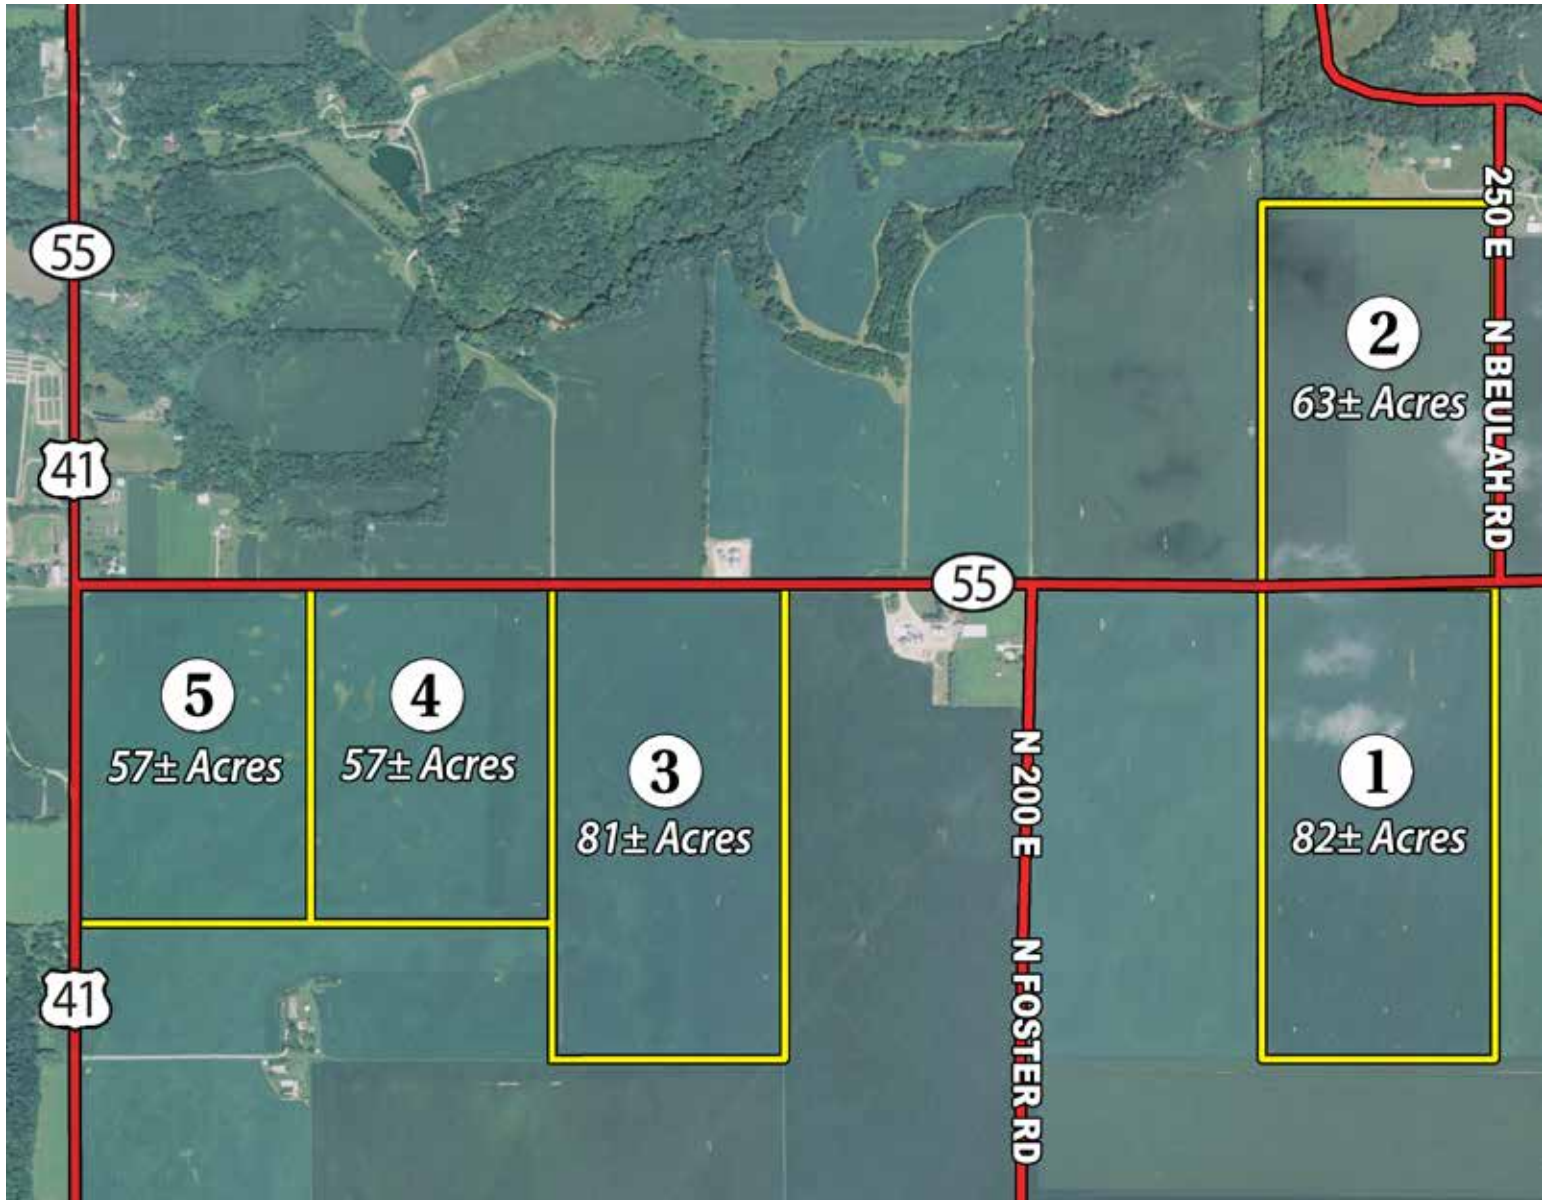 55
250 E
N BEULAH RD
2
63± Acres
41
55
5
57± Acres
4
57± Acres
3
81± Acres
N 200 E
1
82± Acres
N FOSTER RD
41